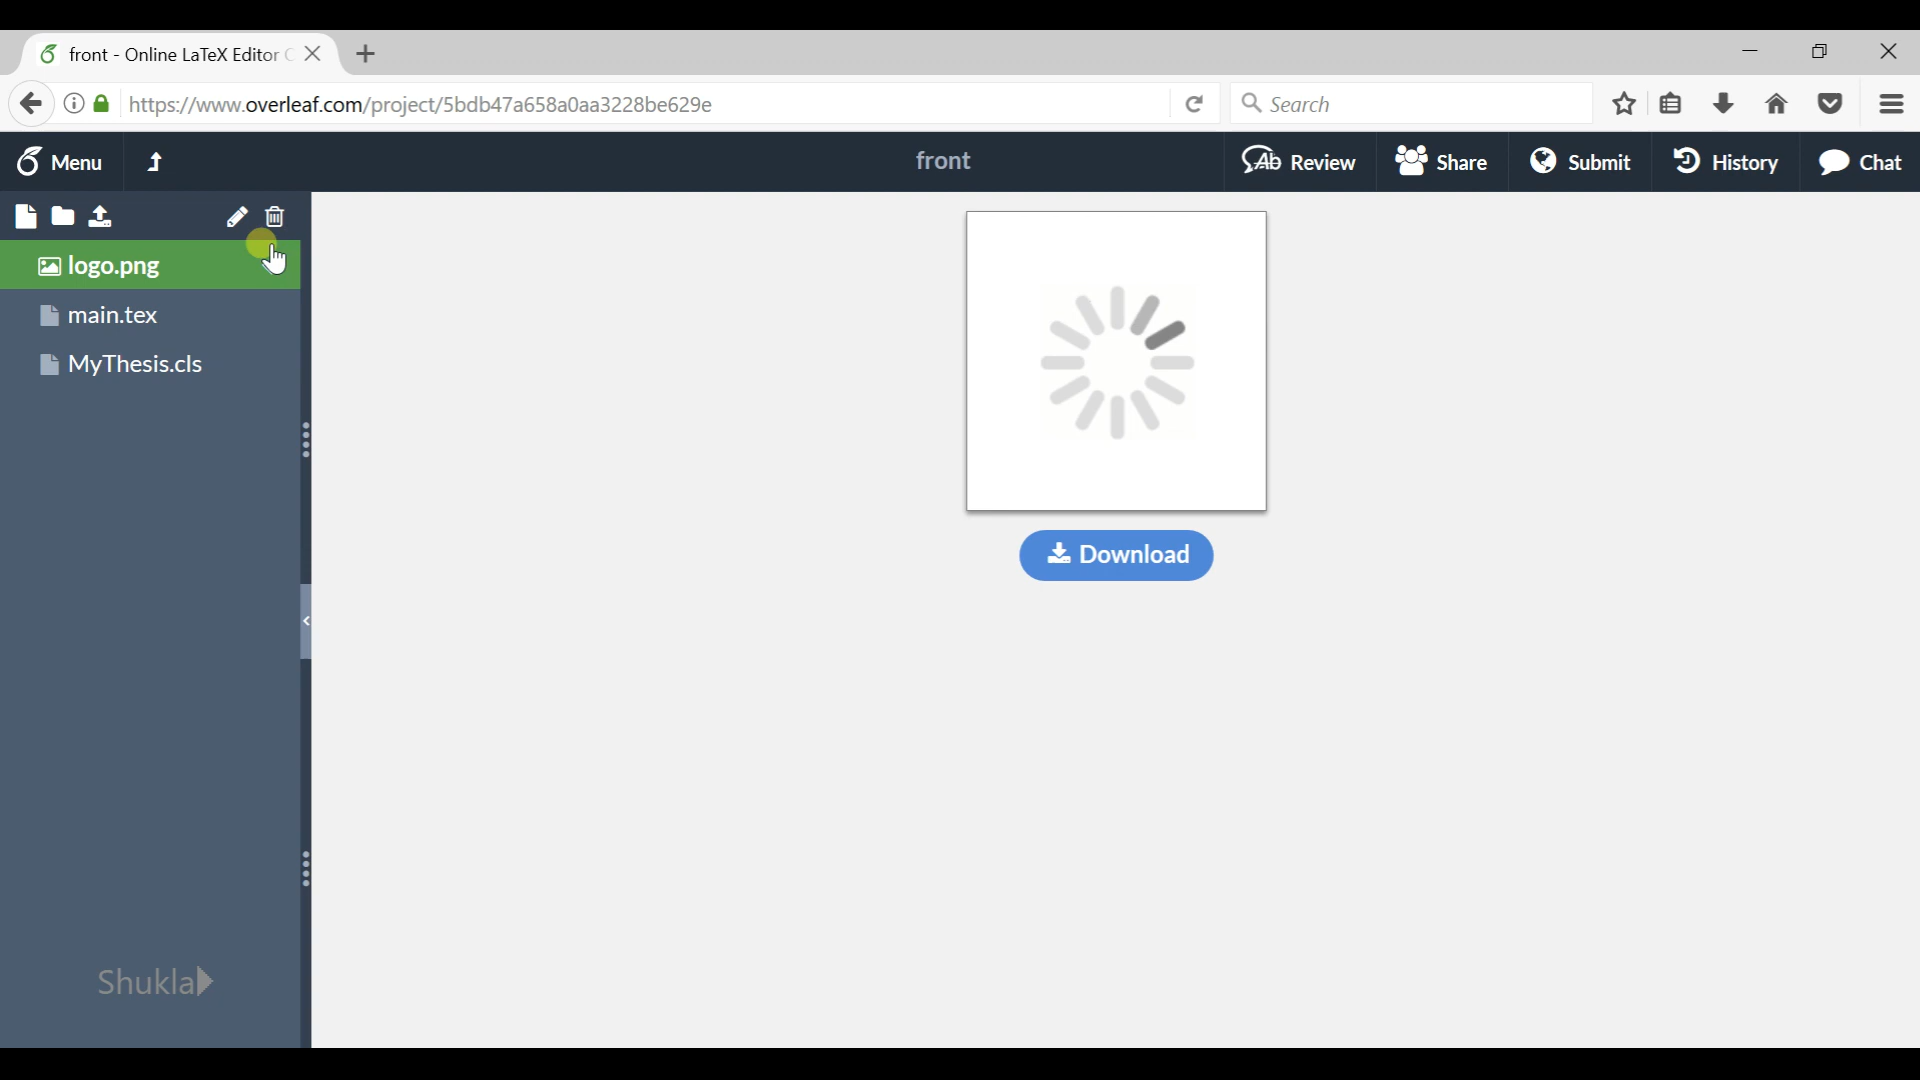 front - Online LaTeX Editor
https://www.overleaf.com/project/5bdb47a658a0aa3228be629e
Search
Menu
front
Ab Review
Share
Submit
History
Chat
logo.png
main.tex
MyThesis.cls
Download
Shukla